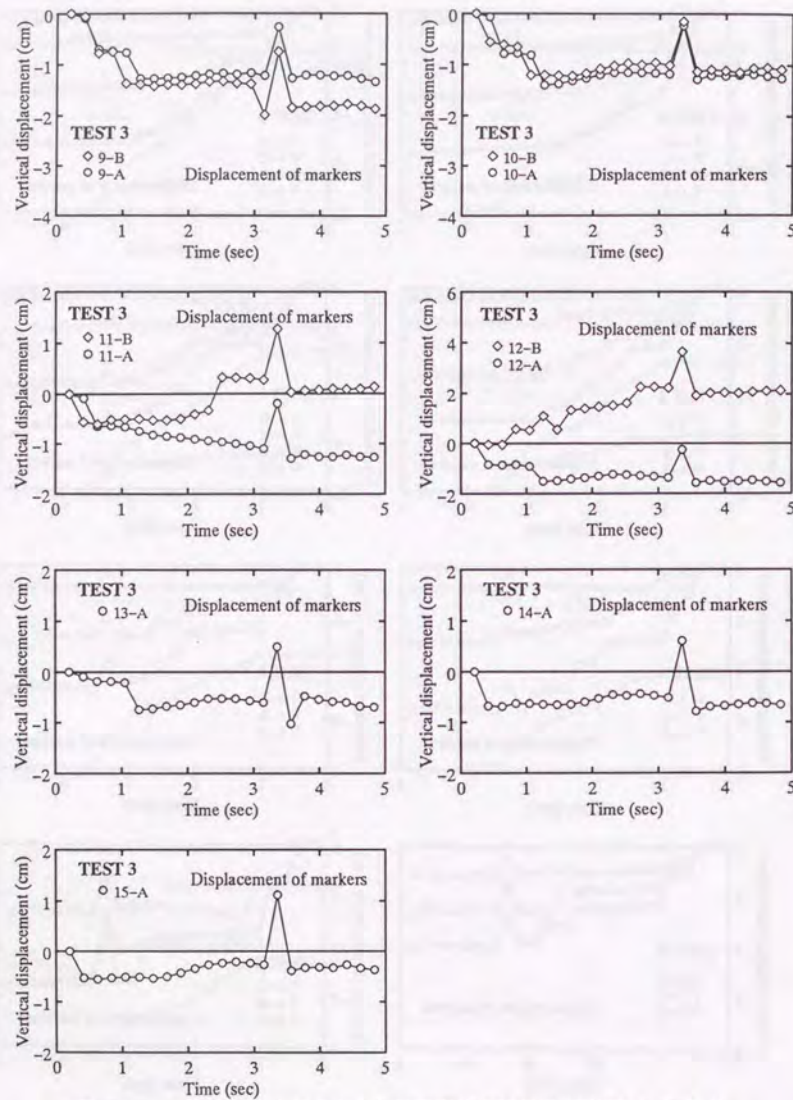 Vertical displacement (cm)
0
−1
−2
−3
−4
TEST 3
9–B
9–A
Displacement of markers
0 1 2 3 4 5
Time (sec)
Vertical displacement (cm)
0
−1
−2
−3
−4
TEST 3
10–B
10–A
Displacement of markers
0 1 2 3 4 5
Time (sec)
Vertical displacement (cm)
2
1
0
−1
−2
TEST 3
11–B
11–A
Displacement of markers
0 1 2 3 4 5
Time (sec)
Vertical displacement (cm)
6
4
2
0
−2
TEST 3
12–B
12–A
Displacement of markers
0 1 2 3 4 5
Time (sec)
Vertical displacement (cm)
2
1
0
−1
−2
TEST 3
13–A
Displacement of markers
0 1 2 3 4 5
Time (sec)
Vertical displacement (cm)
2
1
0
−1
−2
TEST 3
14–A
Displacement of markers
0 1 2 3 4 5
Time (sec)
Vertical displacement (cm)
2
1
0
−1
−2
TEST 3
15–A
Displacement of markers
0 1 2 3 4 5
Time (sec)